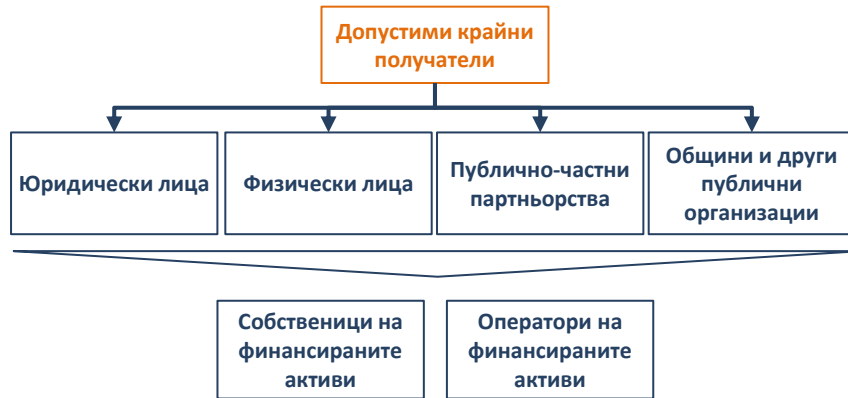 Допустими крайни
получатели
Юридически лица
Физически лица
Публично-частни
партньорства
Общини и други
публични
организации
Собственици на
финансираните
активи
Оператори на
финансираните
активи